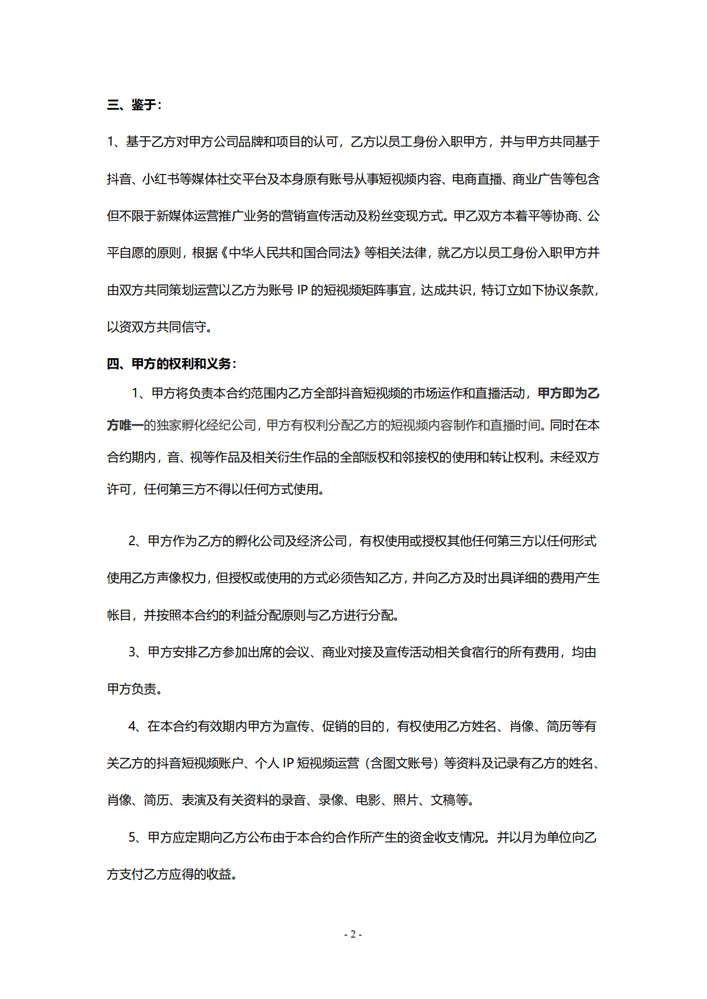 三、鉴于：
1、基于乙方对甲方公司品牌和项目的认可，乙方以员工身份入职甲方，并与甲方共同基于
抖音、小红书等媒体社交平台及本身原有账号从事短视频内容、电商直播、商业广告等包含
但不限于新媒体运营推广业务的营销宣传活动及粉丝变现方式。甲乙双方本着平等协商、公
平自愿的原则，根据《中华人民共和国合同法》等相关法律，就乙方以员工身份入职甲方并
由双方共同策划运营以乙方为账号 IP 的短视频矩阵事宜，达成共识，特订立如下协议条款，
以资双方共同信守。
四、甲方的权利和义务：
1、甲方将负责本合约范围内乙方全部抖音短视频的市场运作和直播活动，甲方即为乙
方唯一的独家孵化经纪公司，甲方有权利分配乙方的短视频内容制作和直播时间。同时在本
合约期内，音、视等作品及相关衍生作品的全部版权和邻接权的使用和转让权利。未经双方
许可，任何第三方不得以任何方式使用。
2、甲方作为乙方的孵化公司及经济公司，有权使用或授权其他任何第三方以任何形式
使用乙方声像权力，但授权或使用的方式必须告知乙方，并向乙方及时出具详细的费用产生
帐目，并按照本合约的利益分配原则与乙方进行分配。
3、甲方安排乙方参加出席的会议、商业对接及宣传活动相关食宿行的所有费用，均由
甲方负责。
4、在本合约有效期内甲方为宣传、促销的目的，有权使用乙方姓名、肖像、简历等有
关乙方的抖音短视频账户、个人 IP 短视频运营（含图文账号）等资料及记录有乙方的姓名、
肖像、简历、表演及有关资料的录音、录像、电影、照片、文稿等。
5、甲方应定期向乙方公布由于本合约合作所产生的资金收支情况。并以月为单位向乙
方支付乙方应得的收益。
- 2 -